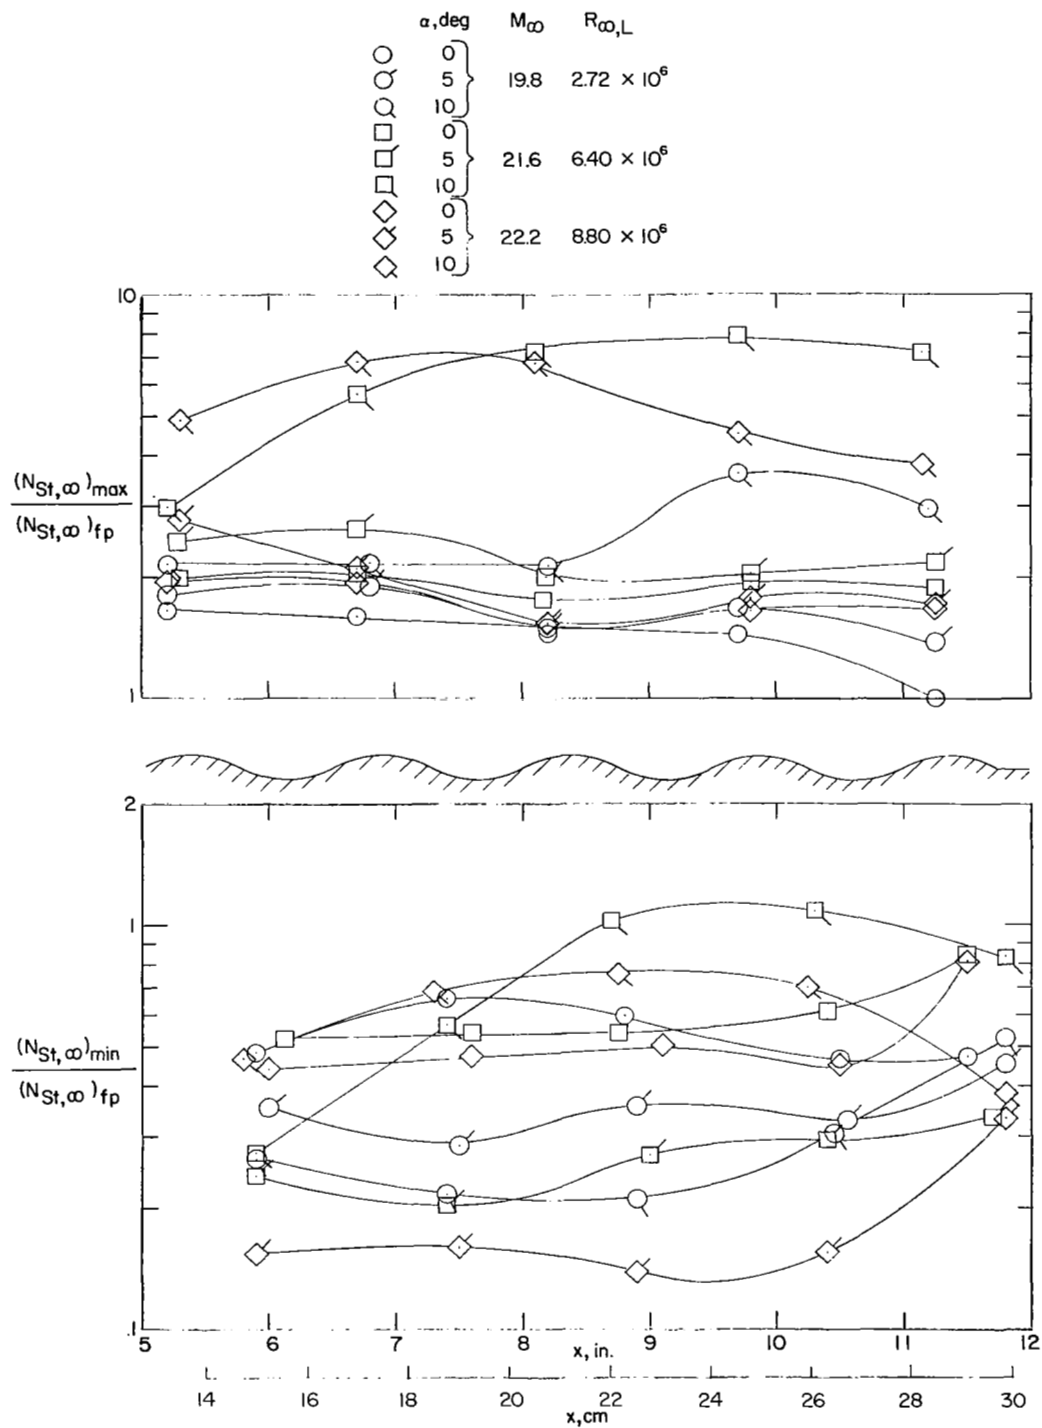 α, deg M∞ R∞,L
0
5 19.8 2.72 × 10⁶
10
0
5 21.6 6.40 × 10⁶
10
0
5 22.2 8.80 × 10⁶
10
10
(NSt,∞)max
(NSt,∞)fp
1
2
1
(NSt,∞)min
(NSt,∞)fp
.1
5 6 7 8 9 10 11 12
x, in.
14 16 18 20 22 24 26 28 30
x, cm